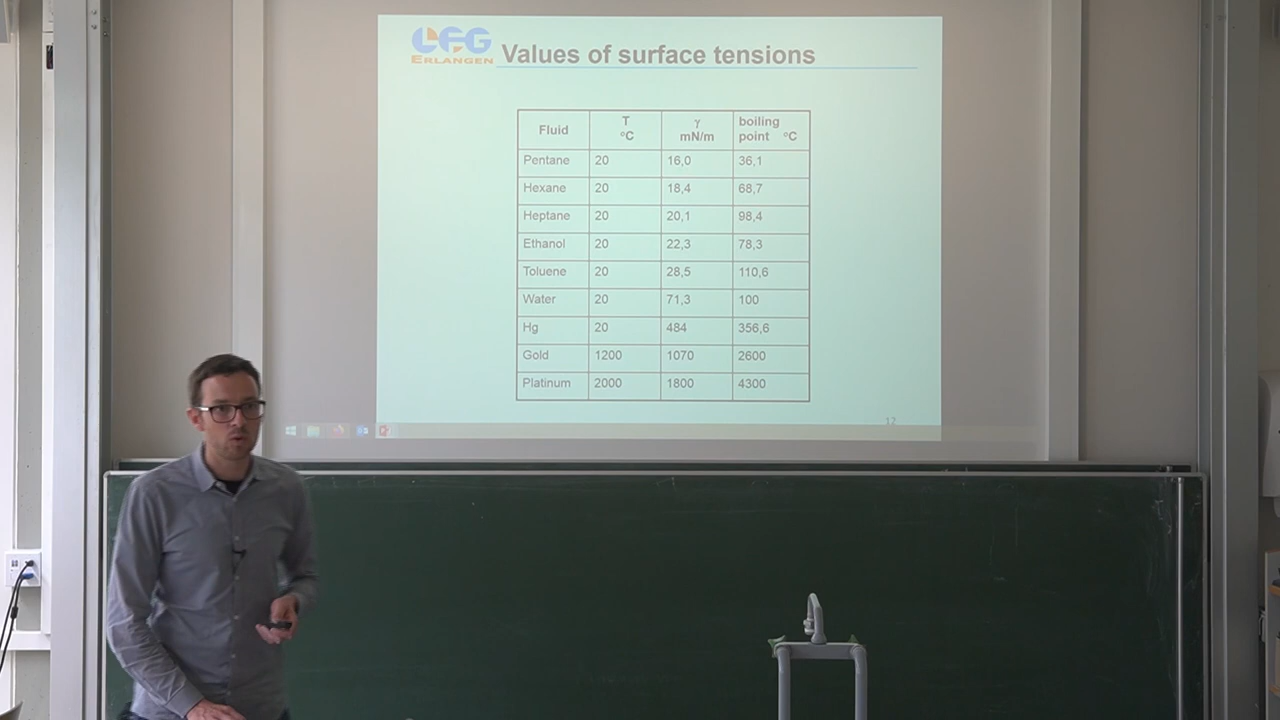 LFG
ERLANGEN
Values of surface tensions
Fluid T °C γ mN/m boiling point °C
Pentane 20 16,0 36,1
Hexane 20 18,4 68,7
Heptane 20 20,1 98,4
Ethanol 20 22,3 78,3
Toluene 20 28,5 110,6
Water 20 71,3 100
Hg 20 484 356,6
Gold 1200 1070 2600
Platinum 2000 1800 4300
12